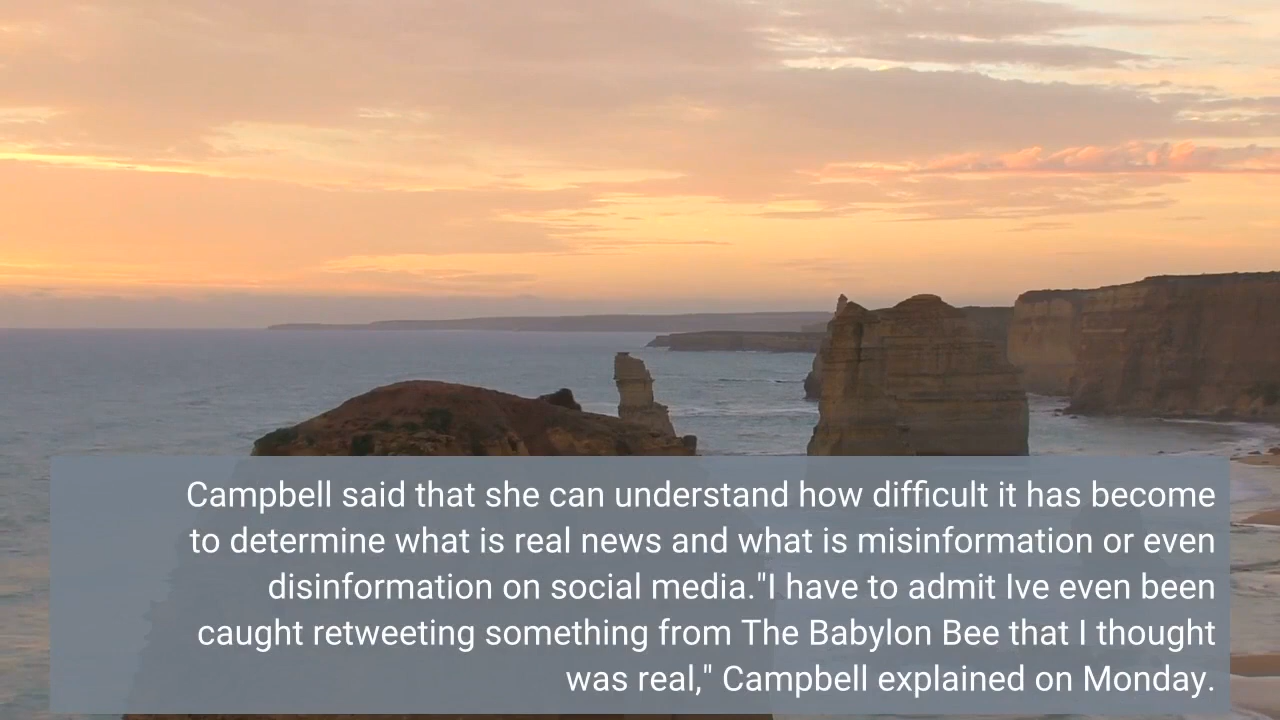 Campbell said that she can understand how difficult it has become
to determine what is real news and what is misinformation or even
disinformation on social media."I have to admit Ive even been
caught retweeting something from The Babylon Bee that I thought
was real," Campbell explained on Monday.